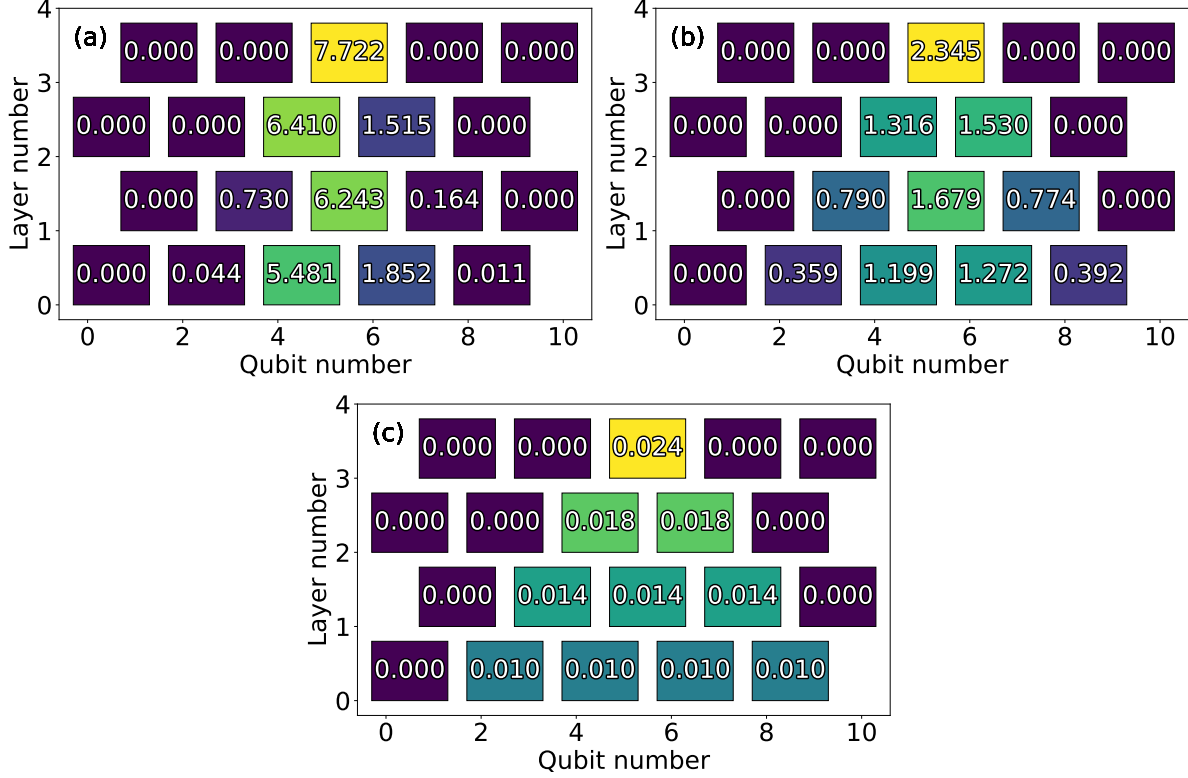 (a)
4
0.000 0.000 7.722 0.000 0.000
3
0.000 0.000 6.410 1.515 0.000
2
0.000 0.730 6.243 0.164 0.000
1
0.000 0.044 5.481 1.852 0.011
0
Layer number
0 2 4 6 8 10
Qubit number
(b)
4
0.000 0.000 2.345 0.000 0.000
3
0.000 0.000 1.316 1.530 0.000
2
0.000 0.790 1.679 0.774 0.000
1
0.000 0.359 1.199 1.272 0.392
0
Layer number
0 2 4 6 8 10
Qubit number
(c)
4
0.000 0.000 0.024 0.000 0.000
3
0.000 0.000 0.018 0.018 0.000
2
0.000 0.014 0.014 0.014 0.000
1
0.000 0.010 0.010 0.010 0.010
0
Layer number
0 2 4 6 8 10
Qubit number